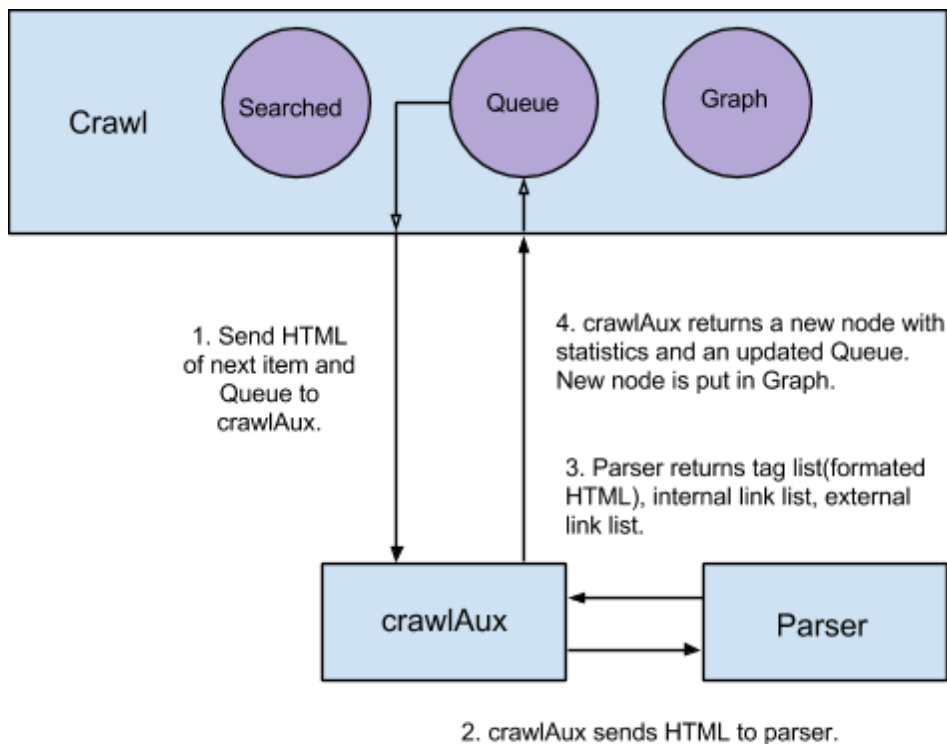 Crawl
Searched
Queue
Graph
1. Send HTML
of next item and
Queue to
crawlAux.
4. crawlAux returns a new node with
statistics and an updated Queue.
New node is put in Graph.
3. Parser returns tag list(formated
HTML), internal link list, external
link list.
crawlAux
Parser
2. crawlAux sends HTML to parser.